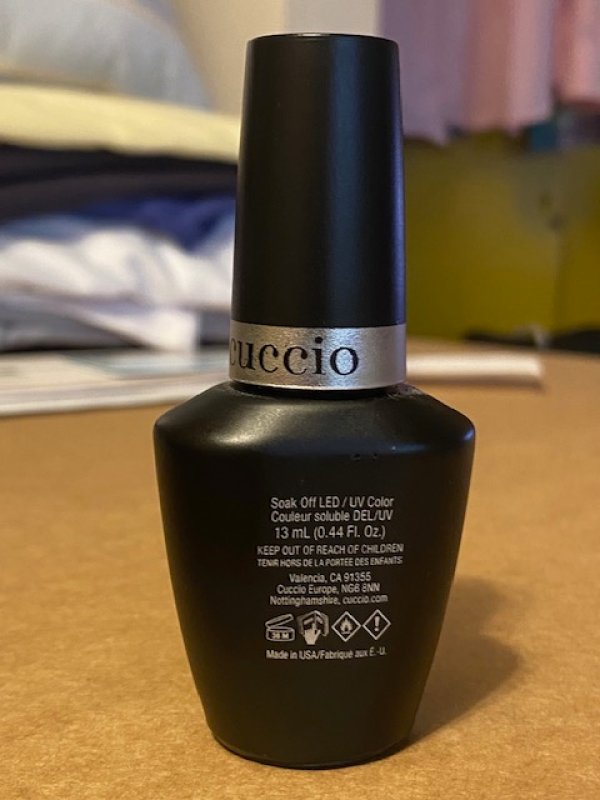 cuccio
Soak Off LED / UV Color
Couleur soluble DEL/UV
13 mL (0.44 Fl. Oz.)
KEEP OUT OF REACH OF CHILDREN
TENIR HORS DE LA PORTÉE DES ENFANTS
Valencia, CA 91355
Cuccio Europe, NG6 8NN
Nottinghamshire, cuccio.com
36 M
Made in USA/Fabriqué aux É.-U.